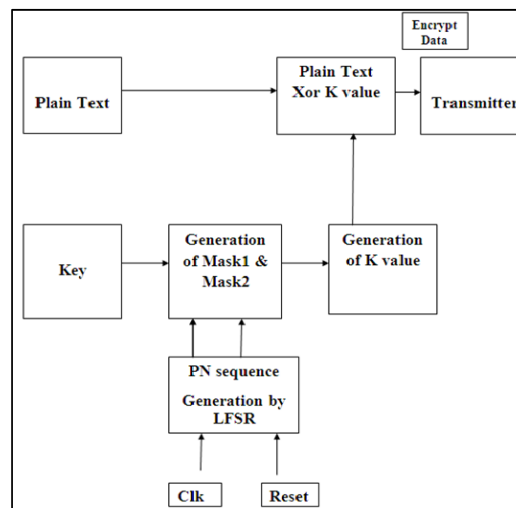 Encrypt
Data
Plain Text
Plain Text
Xor K value
Transmitter
Key
Generation
of Mask1 &
Mask2
Generation
of K value
PN sequence
Generation by
LFSR
Clk
Reset